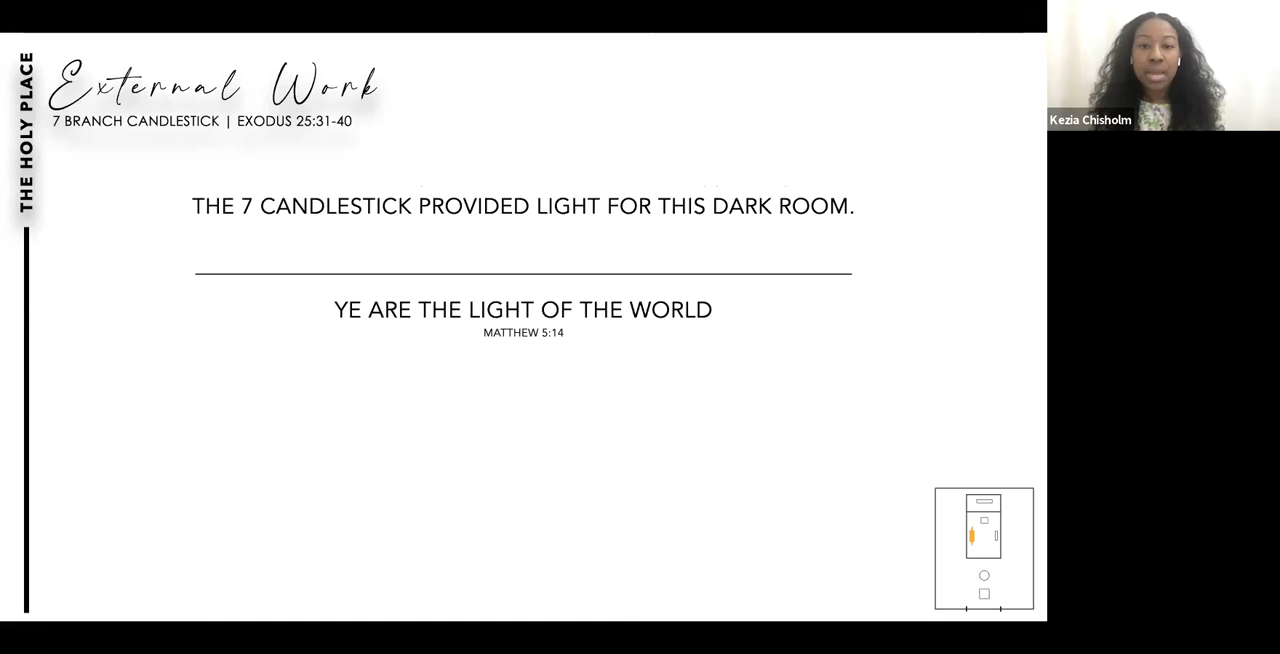 THE HOLY PLACE
External Work
7 BRANCH CANDLESTICK | EXODUS 25:31-40
THE 7 CANDLESTICK PROVIDED LIGHT FOR THIS DARK ROOM.
YE ARE THE LIGHT OF THE WORLD
MATTHEW 5:14
Kezia Chisholm